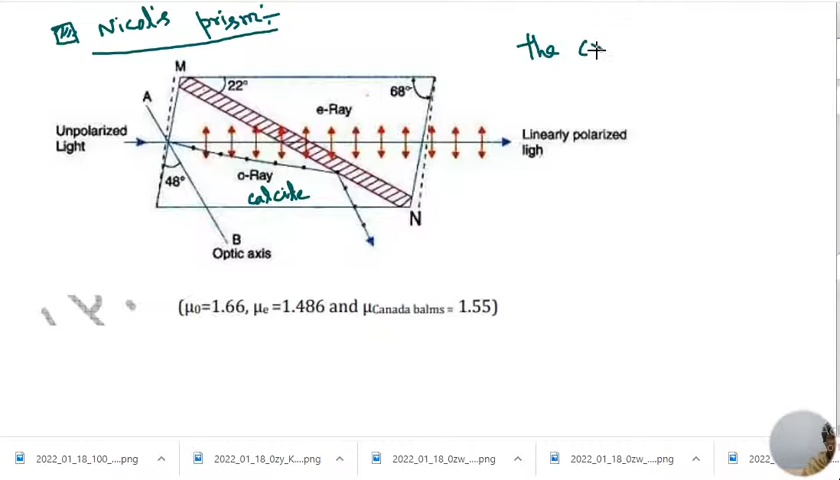 Nicol's prism:-
the c
M
A
22°
68°
e-Ray
Unpolarized
Light
Linearly polarized
ligh
48°
o-Ray
calcite
N
B
Optic axis
(μ0=1.66, μe =1.486 and μCanada balms = 1.55)
2022_01_18_100_....png
2022_01_18_0zy_K....png
2022_01_18_0zw_....png
2022_01_18_0zw_....png
2022_